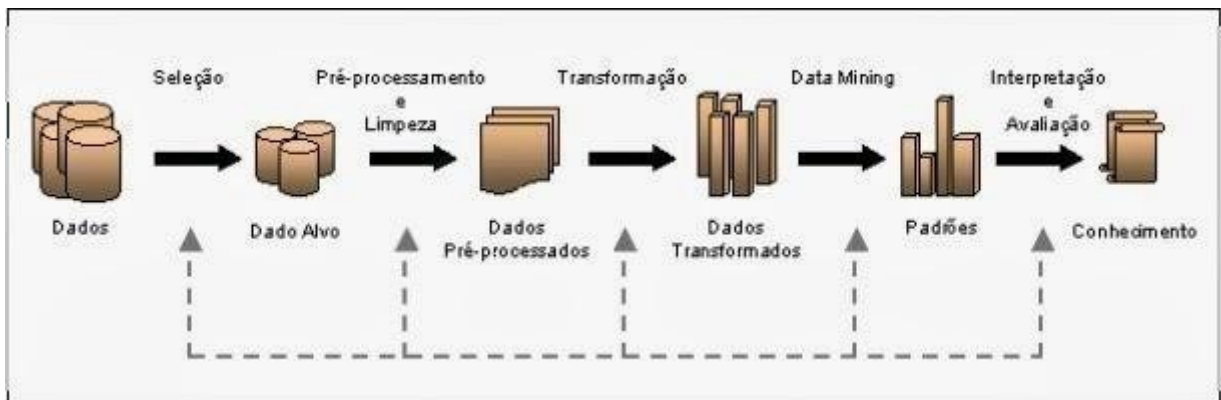 Seleção
Pré-processamento
e
Limpeza
Transformação
Data Mining
Interpretação
e
Avaliação
Dados
Dado Alvo
Dados
Pré-processados
Dados
Transformados
Padrões
Conhecimento